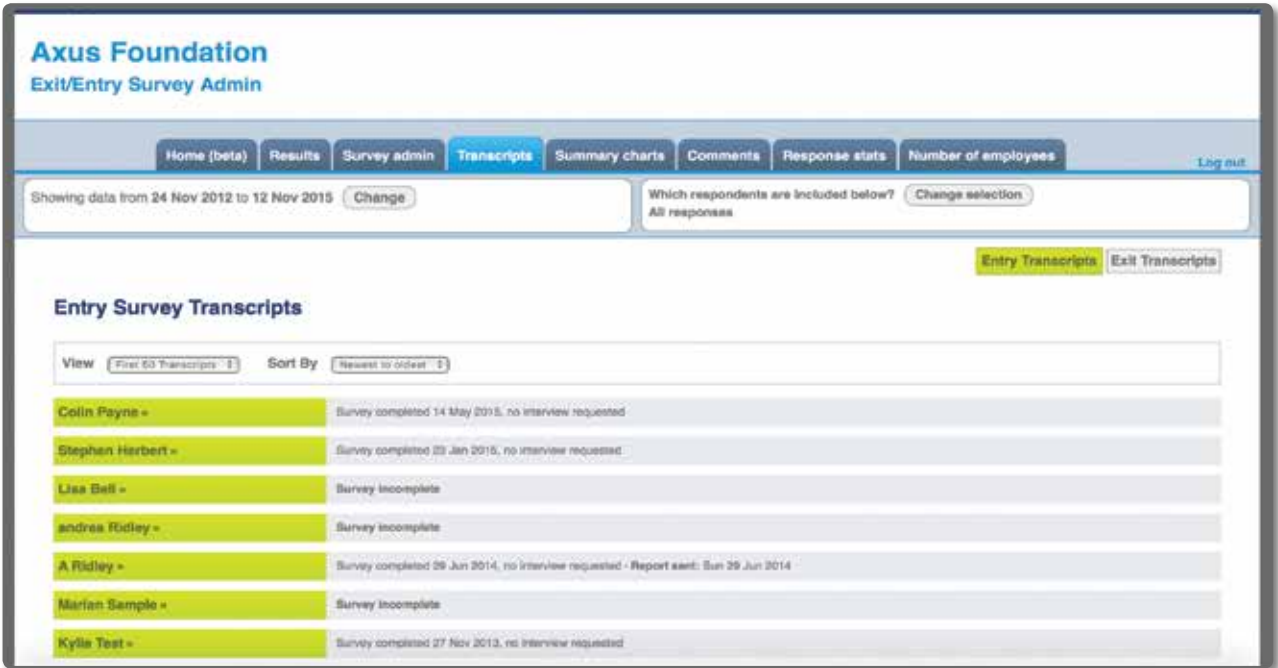 Axus Foundation
Exit/Entry Survey Admin
Home (beta) Results Survey admin Transcripts Summary charts Comments Response stats Number of employees Log out
Showing data from 24 Nov 2012 to 12 Nov 2015 Change
Which respondents are included below? Change selection
All responses
Entry Transcripts Exit Transcripts
Entry Survey Transcripts
View First 50 Transcripts Sort By Newest to oldest
Colin Payne » Survey completed 14 May 2015, no interview requested
Stephen Herbert » Survey completed 23 Jan 2015, no interview requested
Lisa Bell » Survey incomplete
andrea Ridley » Survey incomplete
A Ridley » Survey completed 29 Jun 2014, no interview requested - Report sent: Sun 29 Jun 2014
Marian Sample » Survey incomplete
Kylie Test » Survey completed 27 Nov 2013, no interview requested